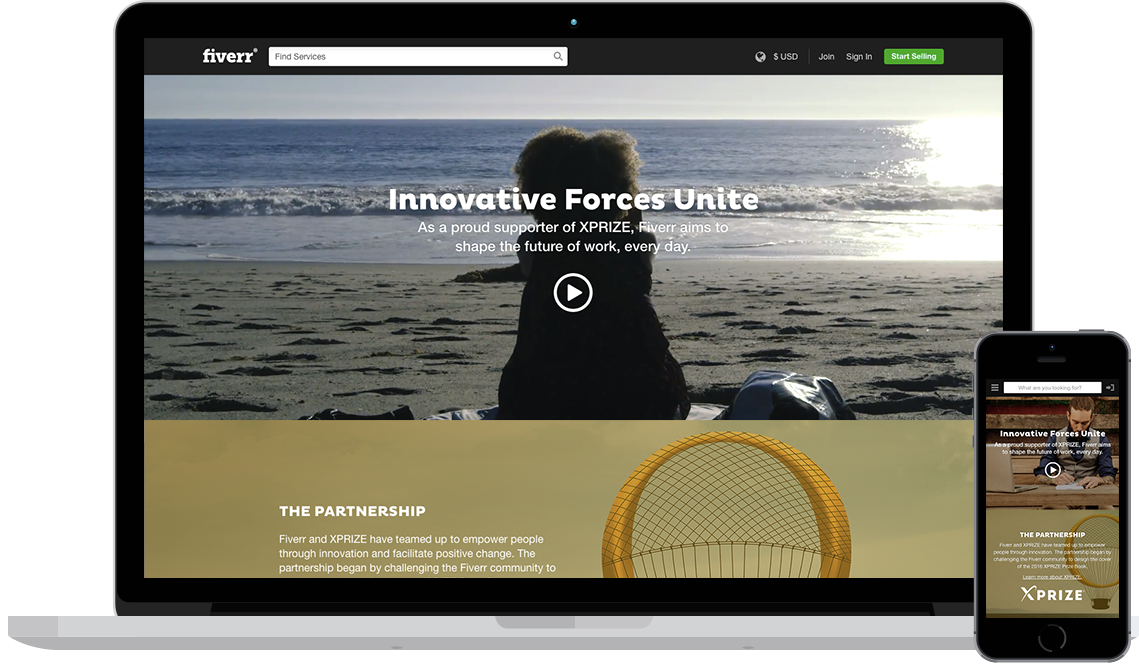 fiverr®
Find Services
$ USD
Join
Sign In
Start Selling
Innovative Forces Unite
As a proud supporter of XPRIZE, Fiverr aims to
shape the future of work, every day.
THE PARTNERSHIP
Fiverr and XPRIZE have teamed up to empower people
through innovation and facilitate positive change. The
partnership began by challenging the Fiverr community to
What are you looking for?
Innovative Forces Unite
As a proud supporter of XPRIZE, Fiverr aims
to shape the future of work, every day.
THE PARTNERSHIP
Fiverr and XPRIZE have teamed up to empower
people through innovation. The partnership began by
challenging the Fiverr community to design the cover
of the 2016 XPRIZE Prize Book.
Learn more about XPRIZE.
XPRIZE